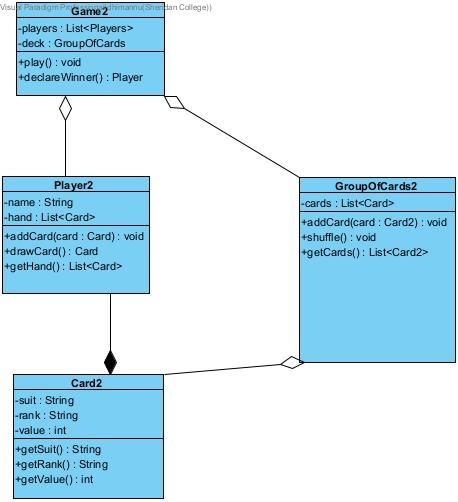 Game2
-players : List<Players>
-deck : GroupOfCards
+play() : void
+declareWinner() : Player
Player2
-name : String
-hand : List<Card>
+addCard(card : Card) : void
+drawCard() : Card
+getHand() : List<Card>
GroupOfCards2
-cards : List<Card>
+addCard(card : Card2) : void
+shuffle() : void
+getCards() : List<Card2>
Card2
-suit : String
-rank : String
-value : int
+getSuit() : String
+getRank() : String
+getValue() : int